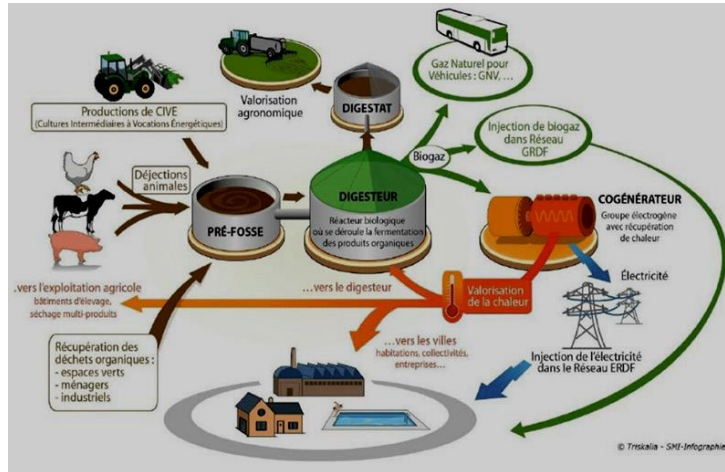 Productions de CIVE
(Cultures Intermédiaires à Vocations Énergétiques)
Valorisation
agronomique
DIGESTAT
Gaz Naturel pour
Véhicules : GNV, ...
Injection de biogaz
dans Réseau
GRDF
Biogaz
Déjections
animales
PRÉ-FOSSE
DIGESTEUR
Réacteur biologique
où se déroule la fermentation
des produits organiques
COGÉNÉRATEUR
Groupe électrogène
avec récupération
de chaleur
Électricité
..vers l'exploitation agricole
bâtiments d'élevage,
séchage multi-produits
...vers le digesteur
Valorisation
de la chaleur
...vers les villes
habitations, collectivités,
entreprises...
Injection de l'électricité
dans le Réseau ERDF
Récupération des
déchets organiques :
- espaces verts
- ménagers
- industriels
© Triskalia - SMI-Infographie